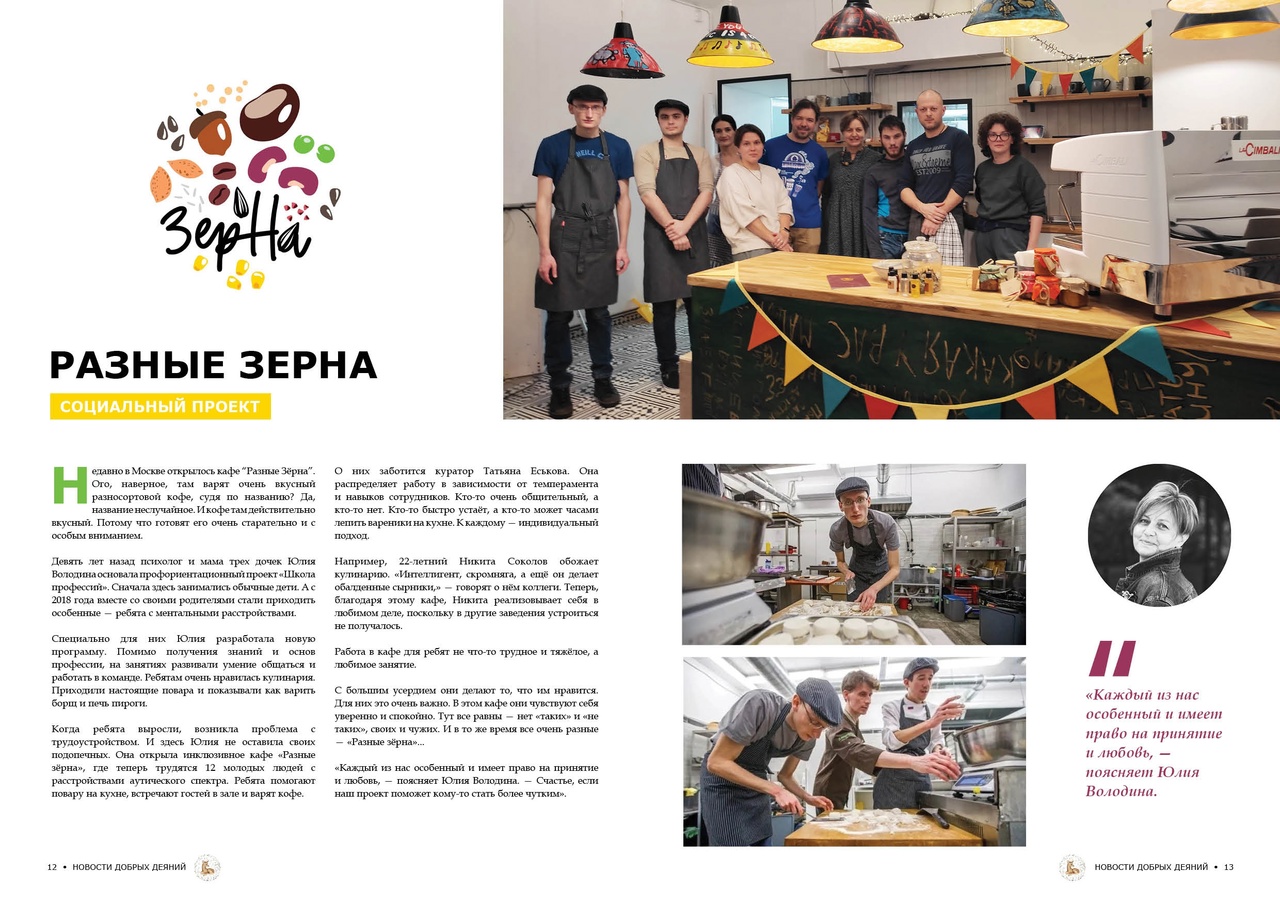 ЗерНа
РАЗНЫЕ ЗЕРНА
СОЦИАЛЬНЫЙ ПРОЕКТ
NEILL
YOU
IC IS A
EST 2009
LA CIMBALI
CIMBALI
КАКАЯ У ВАС
Недавно в Москве открылось кафе “Разные Зёрна”.
Ого, наверное, там варят очень вкусный
разносортовой кофе, судя по названию? Да,
название неслучайное. И кофе там действительно
вкусный. Потому что готовят его очень старательно и с
особым вниманием.
Девять лет назад психолог и мама трех дочек Юлия
Володина основала профориентационный проект «Школа
профессий». Сначала здесь занимались обычные дети. А с
2018 года вместе со своими родителями стали приходить
особенные — ребята с ментальными расстройствами.
Специально для них Юлия разработала новую
программу. Помимо получения знаний и основ
профессии, на занятиях развивали умение общаться и
работать в команде. Ребятам очень нравилась кулинария.
Приходили настоящие повара и показывали как варить
борщ и печь пироги.
Когда ребята выросли, возникла проблема с
трудоустройством. И здесь Юлия не оставила своих
подопечных. Она открыла инклюзивное кафе «Разные
зёрна», где теперь трудятся 12 молодых людей с
расстройствами аутического спектра. Ребята помогают
повару на кухне, встречают гостей в зале и варят кофе.
О них заботится куратор Татьяна Еськова. Она
распределяет работу в зависимости от темперамента
и навыков сотрудников. Кто-то очень общительный, а
кто-то нет. Кто-то быстро устаёт, а кто-то может часами
лепить вареники на кухне. К каждому — индивидуальный
подход.
Например, 22-летний Никита Соколов обожает
кулинарию. «Интеллигент, скромняга, а ещё он делает
обалденные сырники,» — говорят о нём коллеги. Теперь,
благодаря этому кафе, Никита реализовывает себя в
любимом деле, поскольку в другие заведения устроиться
не получалось.
Работа в кафе для ребят не что-то трудное и тяжёлое, а
любимое занятие.
С большим усердием они делают то, что им нравится.
Для них это очень важно. В этом кафе они чувствуют себя
уверенно и спокойно. Тут все равны — нет «таких» и «не
таких», своих и чужих. И в то же время все очень разные
— «Разные зёрна»...
«Каждый из нас особенный и имеет право на принятие
и любовь, — поясняет Юлия Володина. — Счастье, если
наш проект поможет кому-то стать более чутким».
«Каждый из нас
особенный и имеет
право на принятие
и любовь, —
поясняет Юлия
Володина.
12 • НОВОСТИ ДОБРЫХ ДЕЯНИЙ
НОВОСТИ ДОБРЫХ ДЕЯНИЙ • 13